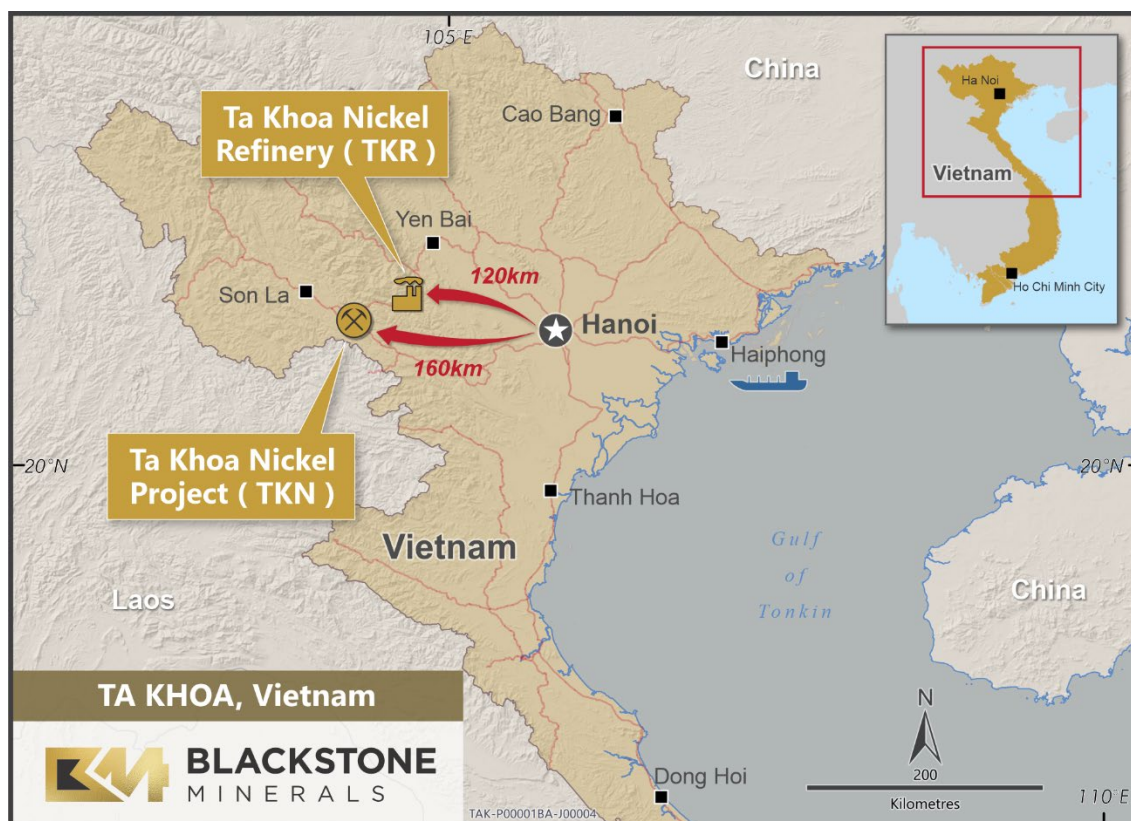 105 E
China
Ha Noi
Vietnam
Ho Chi Minh City
Ta Khoa Nickel
Refinery ( TKR )
Cao Bang
Yen Bai
120km
Son La
Hanoi
Haiphong
160km
Ta Khoa Nickel
Project ( TKN )
20°N
20°N
Thanh Hoa
Vietnam
Gulf
of
Tonkin
Laos
China
TA KHOA, Vietnam
N
BM BLACKSTONE
MINERALS
200
Kilometres
Dong Hoi
TAK-P00001BA-J00004
110°E